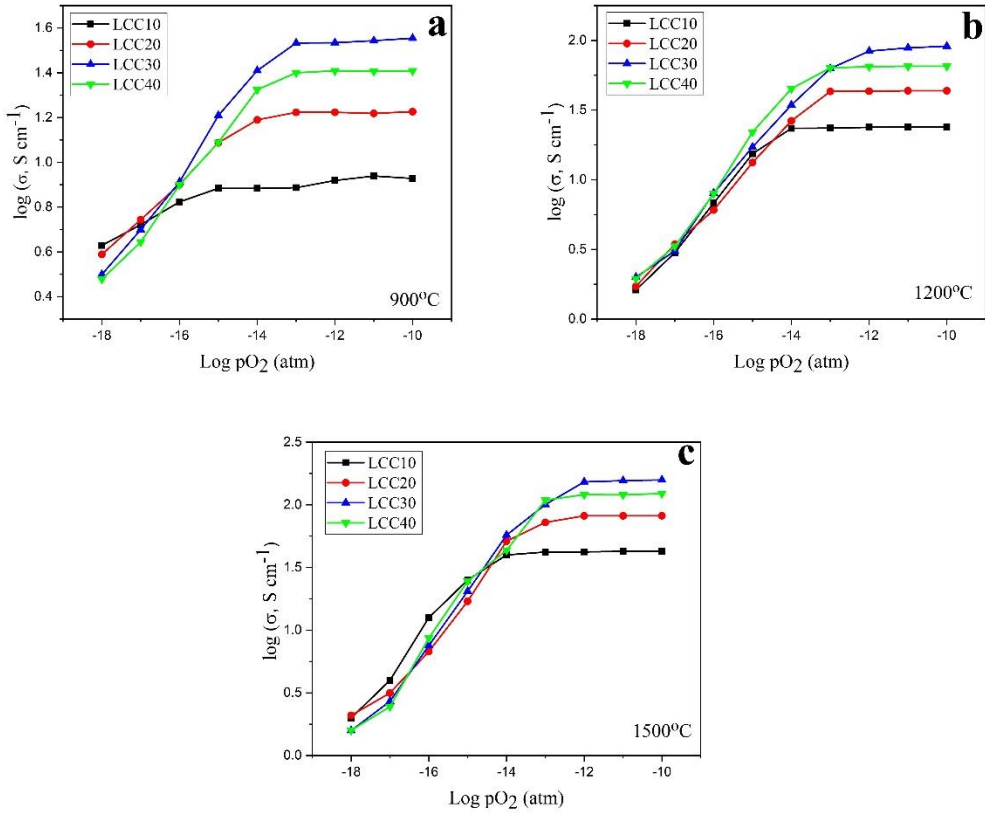 a
LCC10
LCC20
LCC30
LCC40
1.6
1.4
1.2
1.0
0.8
0.6
0.4
log (σ, S cm⁻¹)
900°C
-18
-16
-14
-12
-10
Log pO₂ (atm)
b
LCC10
LCC20
LCC30
LCC40
2.0
1.5
1.0
0.5
0.0
log (σ, S cm⁻¹)
1200°C
-18
-16
-14
-12
-10
Log pO₂ (atm)
c
LCC10
LCC20
LCC30
LCC40
2.5
2.0
1.5
1.0
0.5
0.0
log (σ, S cm⁻¹)
1500°C
-18
-16
-14
-12
-10
Log pO₂ (atm)